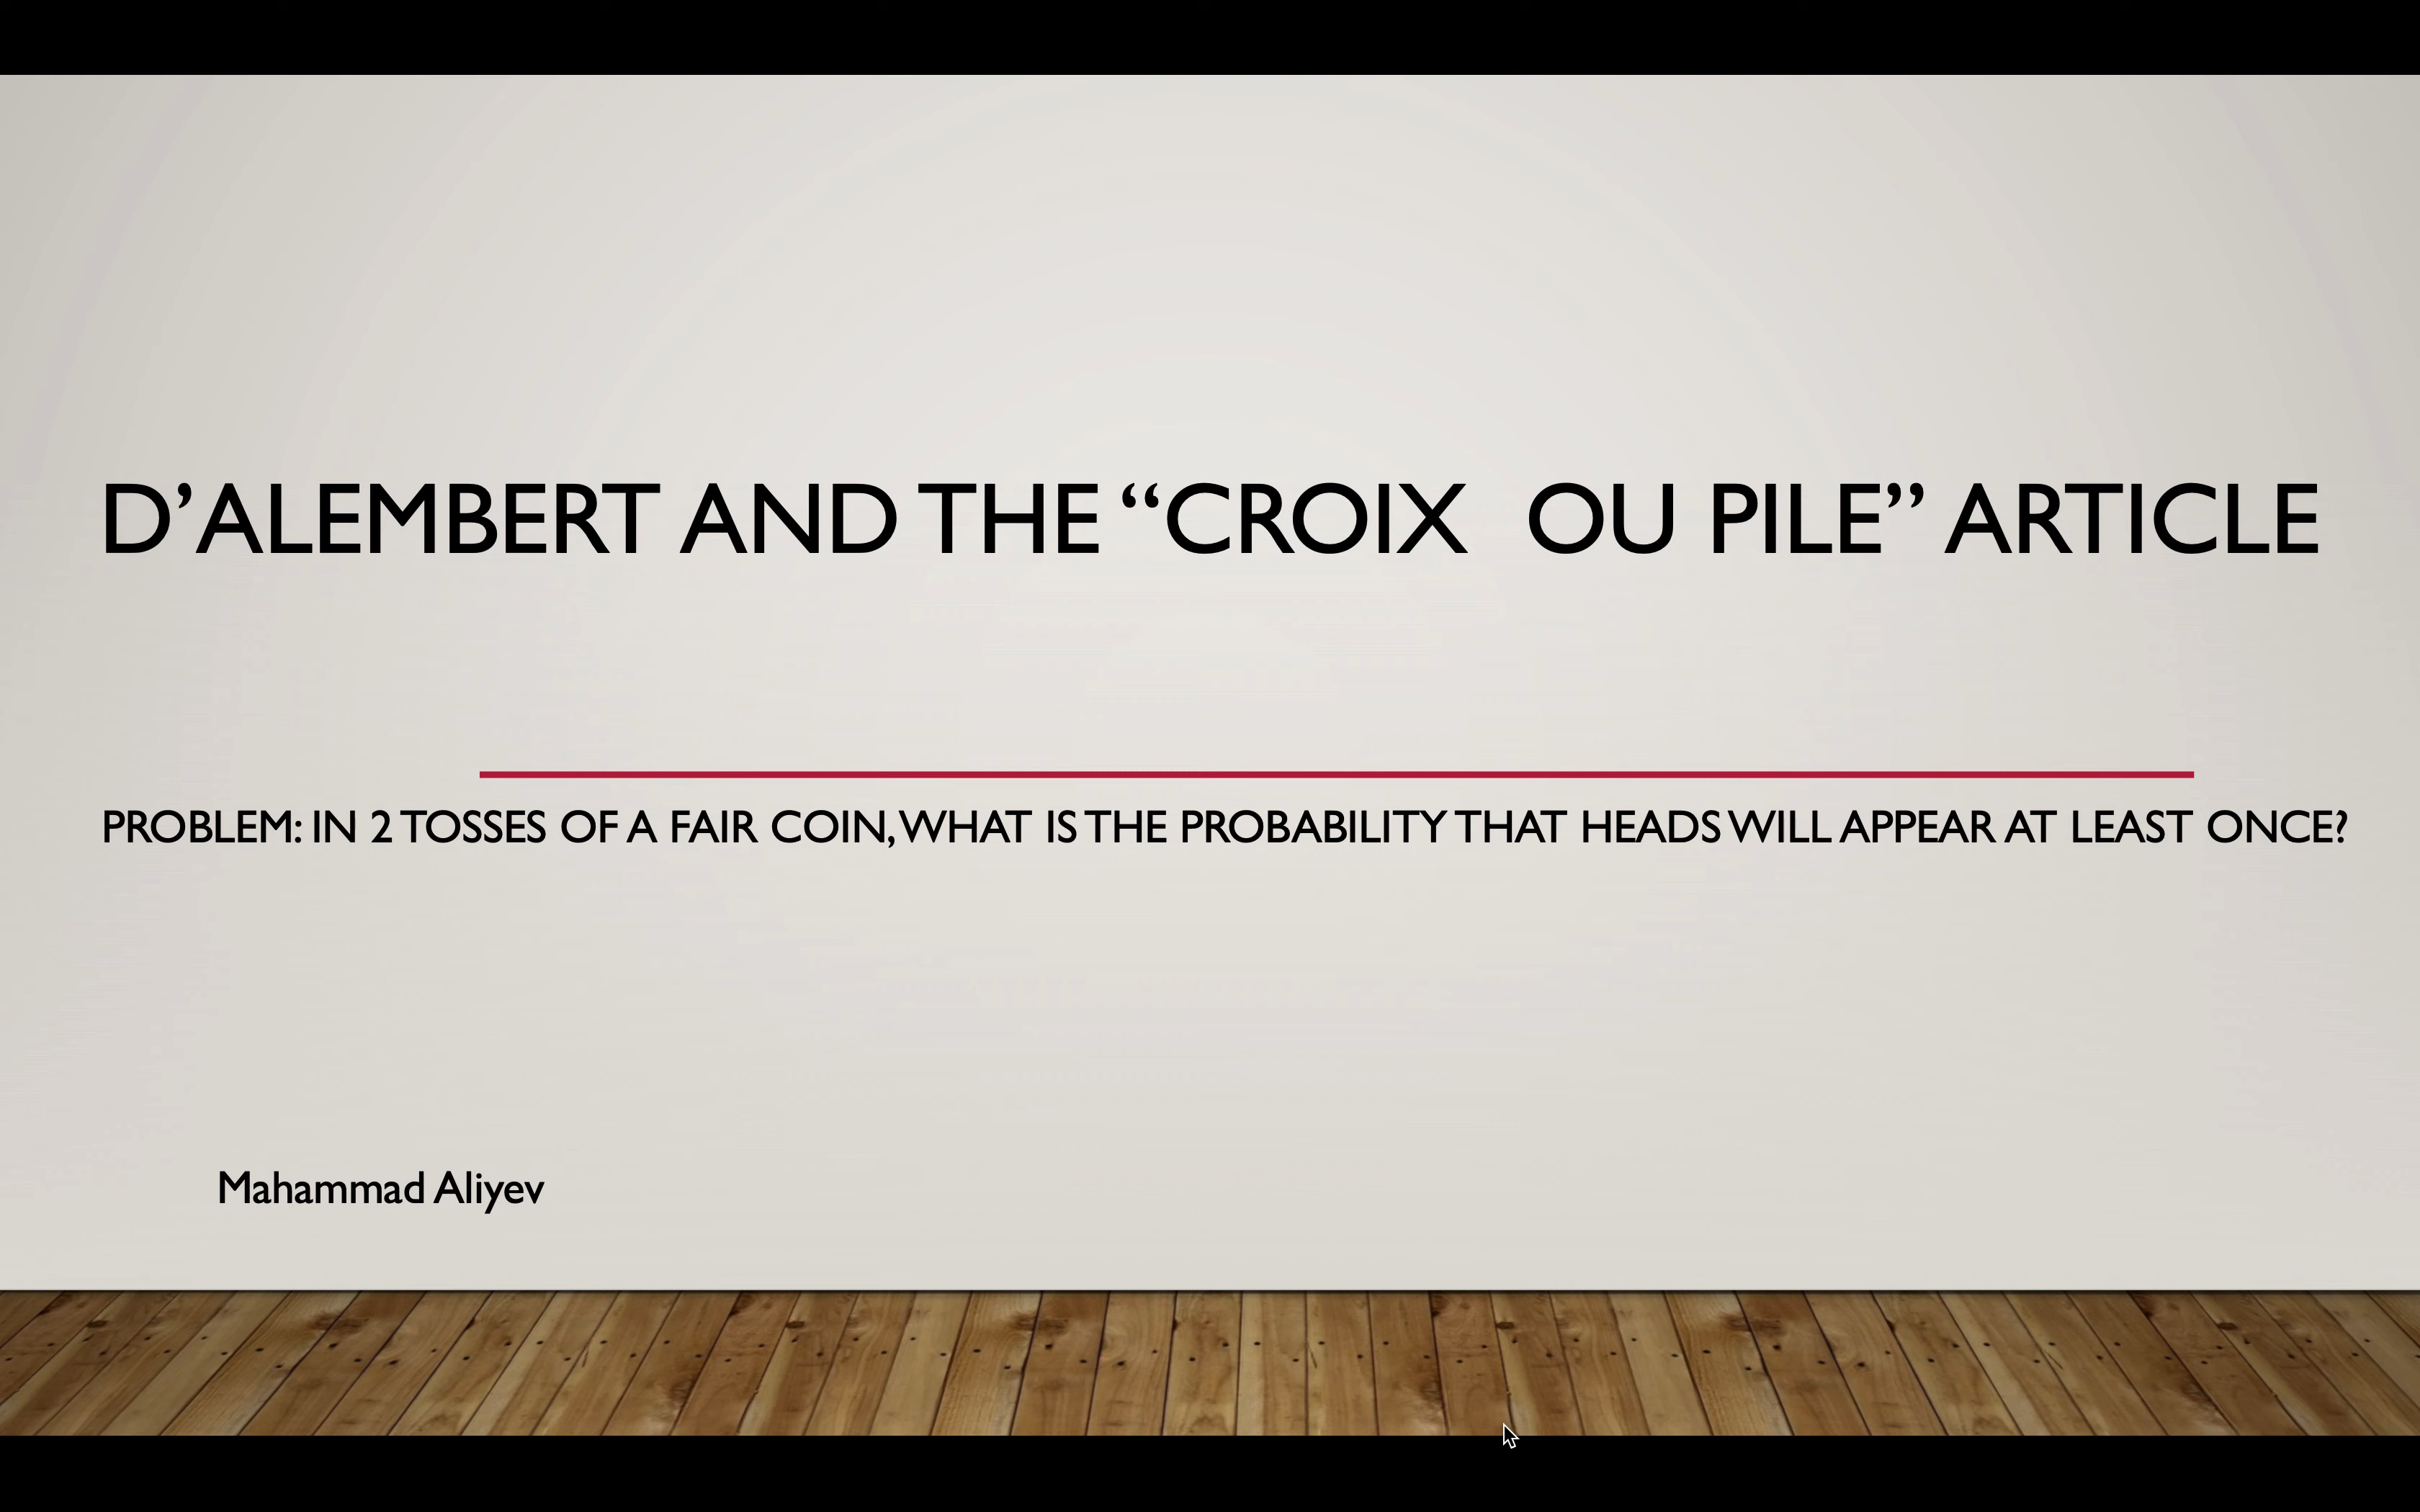 D’ALEMBERT AND THE “CROIX OU PILE” ARTICLE
PROBLEM: IN 2 TOSSES OF A FAIR COIN, WHAT IS THE PROBABILITY THAT HEADS WILL APPEAR AT LEAST ONCE?
Mahammad Aliyev